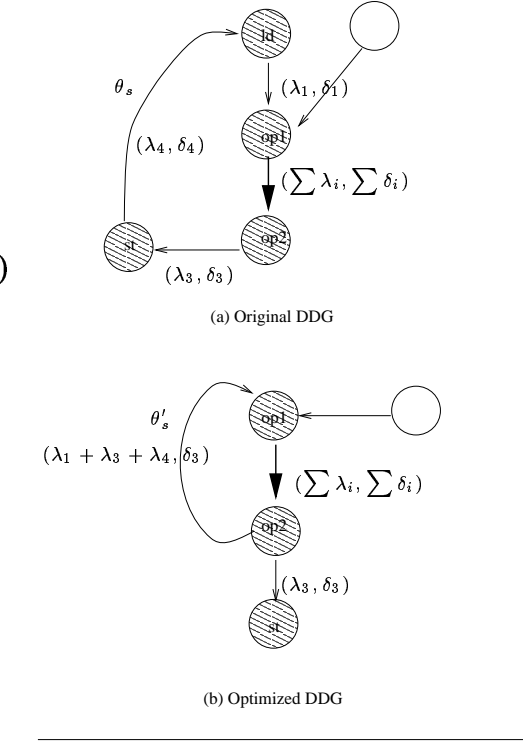 ld
θ_s
(λ_1, δ_1)
op1
(λ_4, δ_4)
(∑ λ_i, ∑ δ_i)
st
op2
(λ_3, δ_3)
)
(a) Original DDG
θ'_s
op1
(λ_1 + λ_3 + λ_4, δ_3)
(∑ λ_i, ∑ δ_i)
op2
(λ_3, δ_3)
st
(b) Optimized DDG